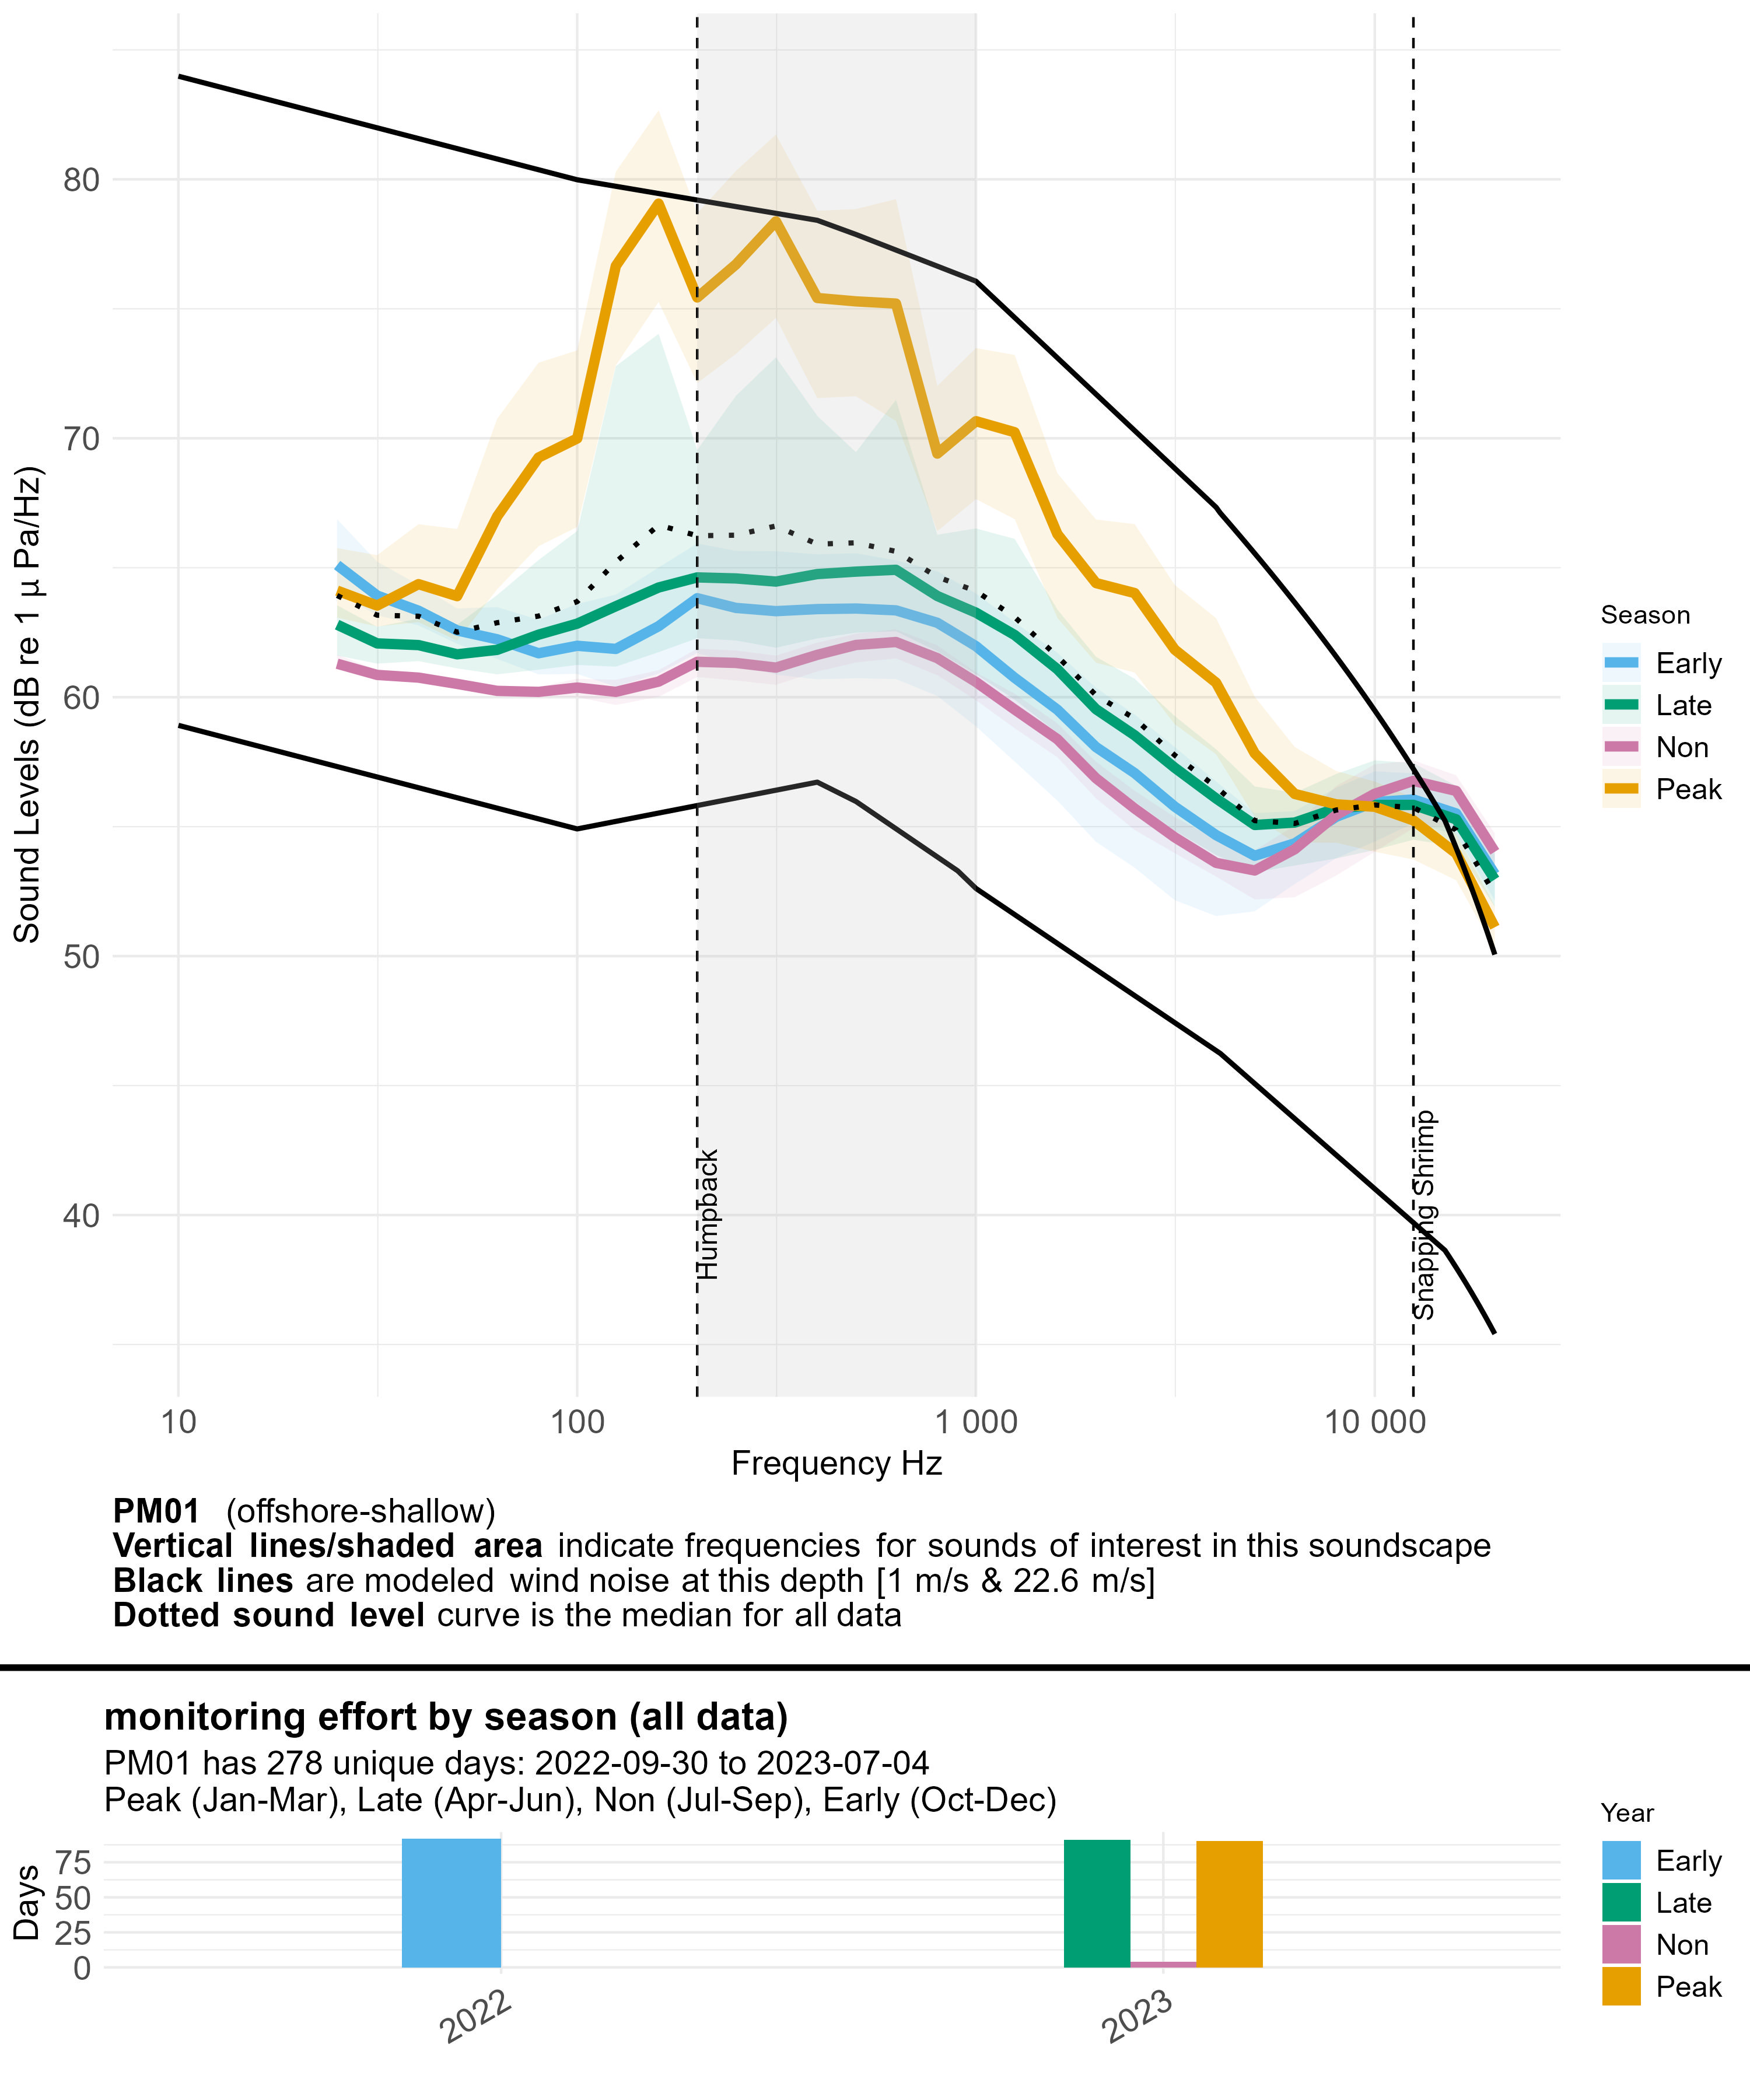 80
70
60
50
40
Sound Levels (dB re 1 µ Pa/Hz)
Humpback
Snapping Shrimp
10
100
1 000
10 000
Frequency Hz
Season
Early
Late
Non
Peak
PM01 (offshore-shallow)
Vertical lines/shaded area indicate frequencies for sounds of interest in this soundscape
Black lines are modeled wind noise at this depth [1 m/s & 22.6 m/s]
Dotted sound level curve is the median for all data
monitoring effort by season (all data)
PM01 has 278 unique days: 2022-09-30 to 2023-07-04
Peak (Jan-Mar), Late (Apr-Jun), Non (Jul-Sep), Early (Oct-Dec)
Days
75
50
25
0
2022
2023
Year
Early
Late
Non
Peak